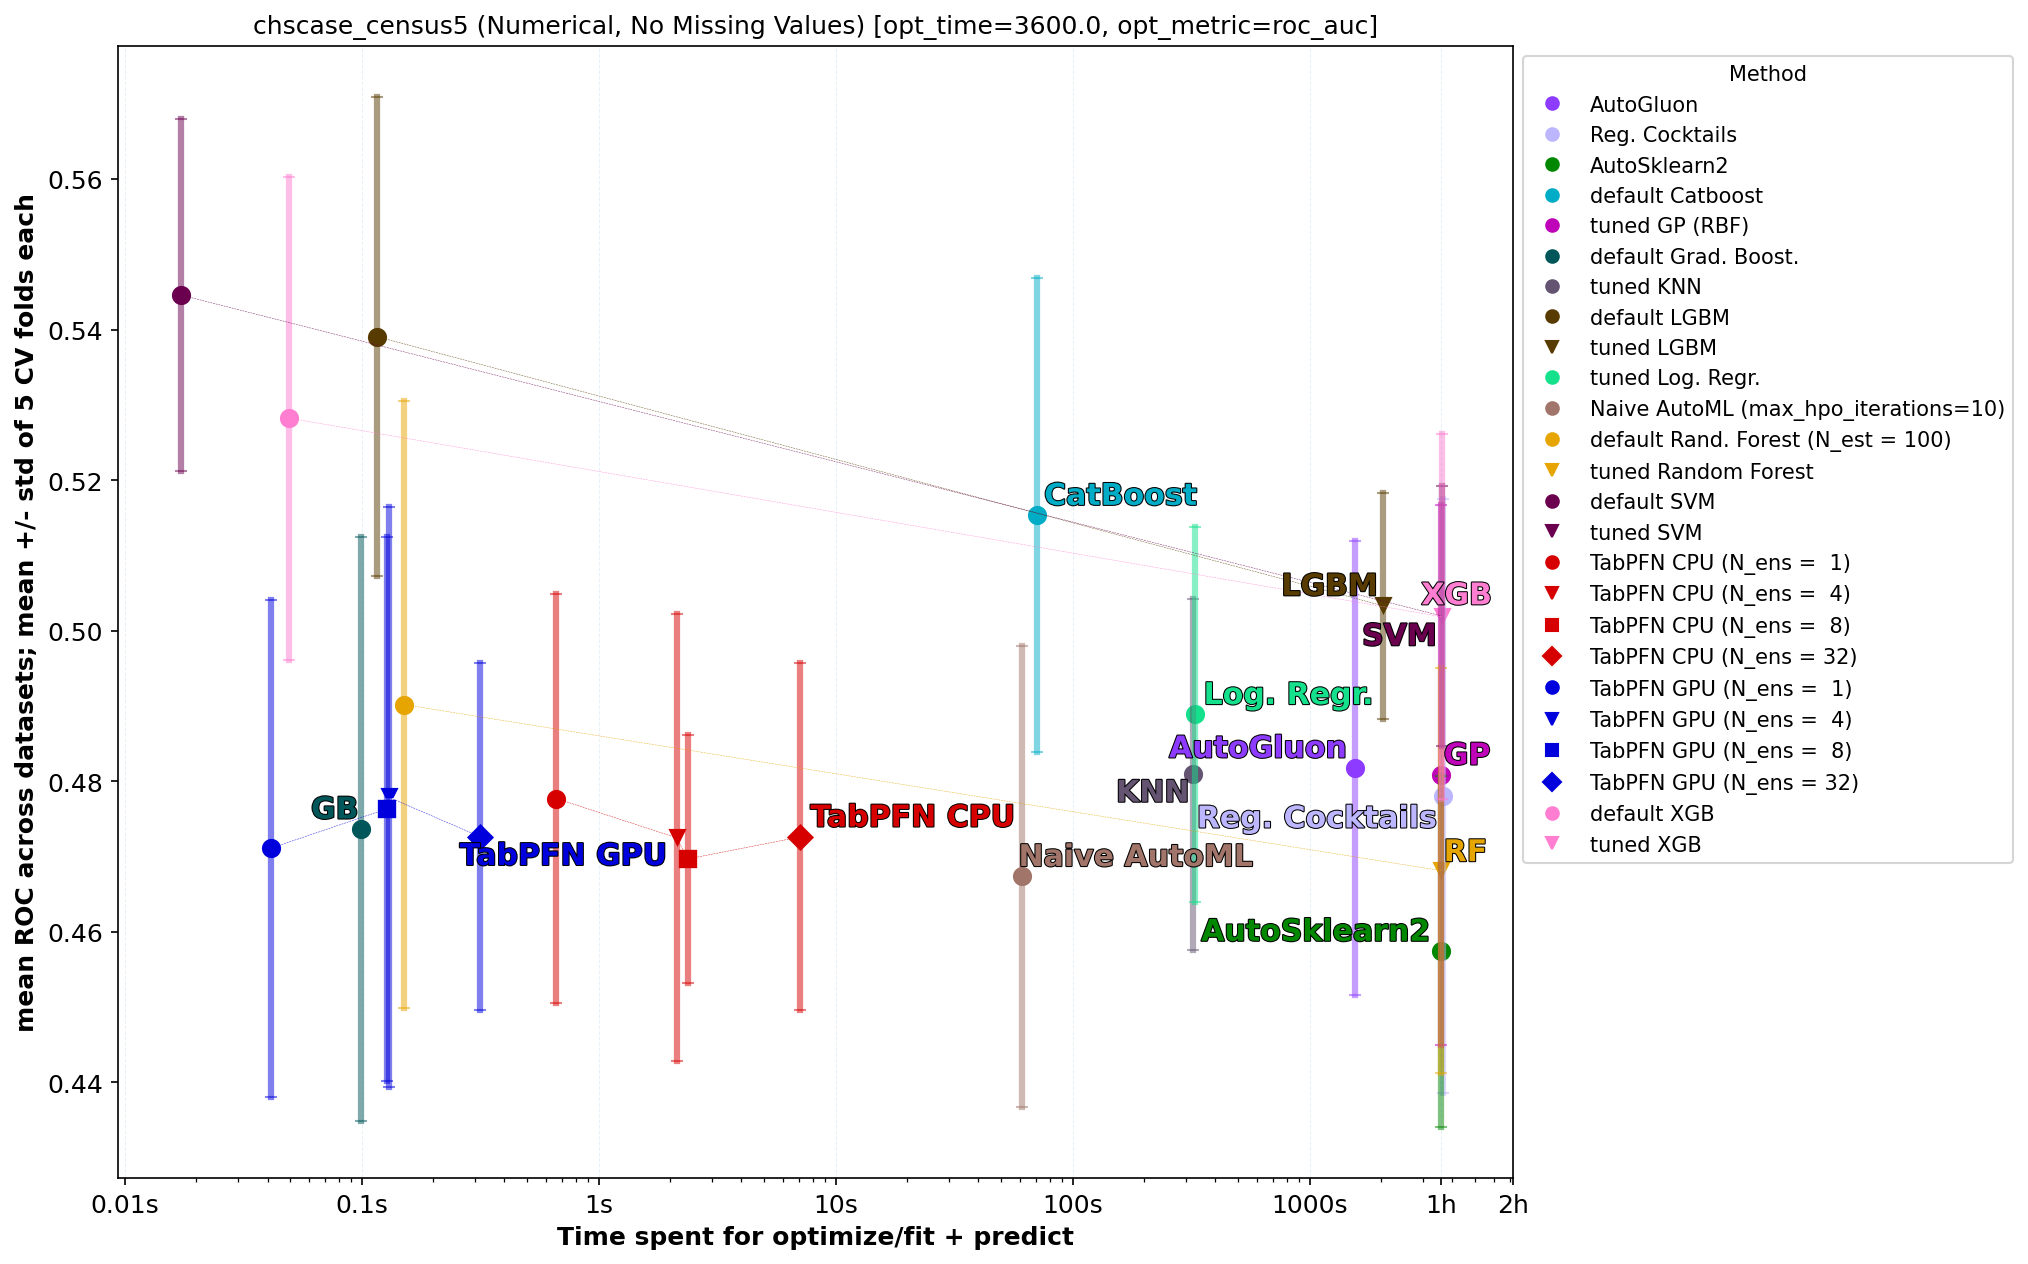 chscase_census5 (Numerical, No Missing Values) [opt_time=3600.0, opt_metric=roc_auc]
mean ROC across datasets; mean +/- std of 5 CV folds each
0.56
0.54
0.52
0.50
0.48
0.46
0.44
CatBoost
LGBM
XGB
SVM
Log. Regr.
AutoGluon
GP
KNN
GB
TabPFN CPU
Reg. Cocktails
TabPFN GPU
Naive AutoML
RF
AutoSklearn2
0.01s
0.1s
1s
10s
100s
1000s
1h
2h
Time spent for optimize/fit + predict
Method
AutoGluon
Reg. Cocktails
AutoSklearn2
default Catboost
tuned GP (RBF)
default Grad. Boost.
tuned KNN
default LGBM
tuned LGBM
tuned Log. Regr.
Naive AutoML (max_hpo_iterations=10)
default Rand. Forest (N_est = 100)
tuned Random Forest
default SVM
tuned SVM
TabPFN CPU (N_ens =  1)
TabPFN CPU (N_ens =  4)
TabPFN CPU (N_ens =  8)
TabPFN CPU (N_ens = 32)
TabPFN GPU (N_ens =  1)
TabPFN GPU (N_ens =  4)
TabPFN GPU (N_ens =  8)
TabPFN GPU (N_ens = 32)
default XGB
tuned XGB